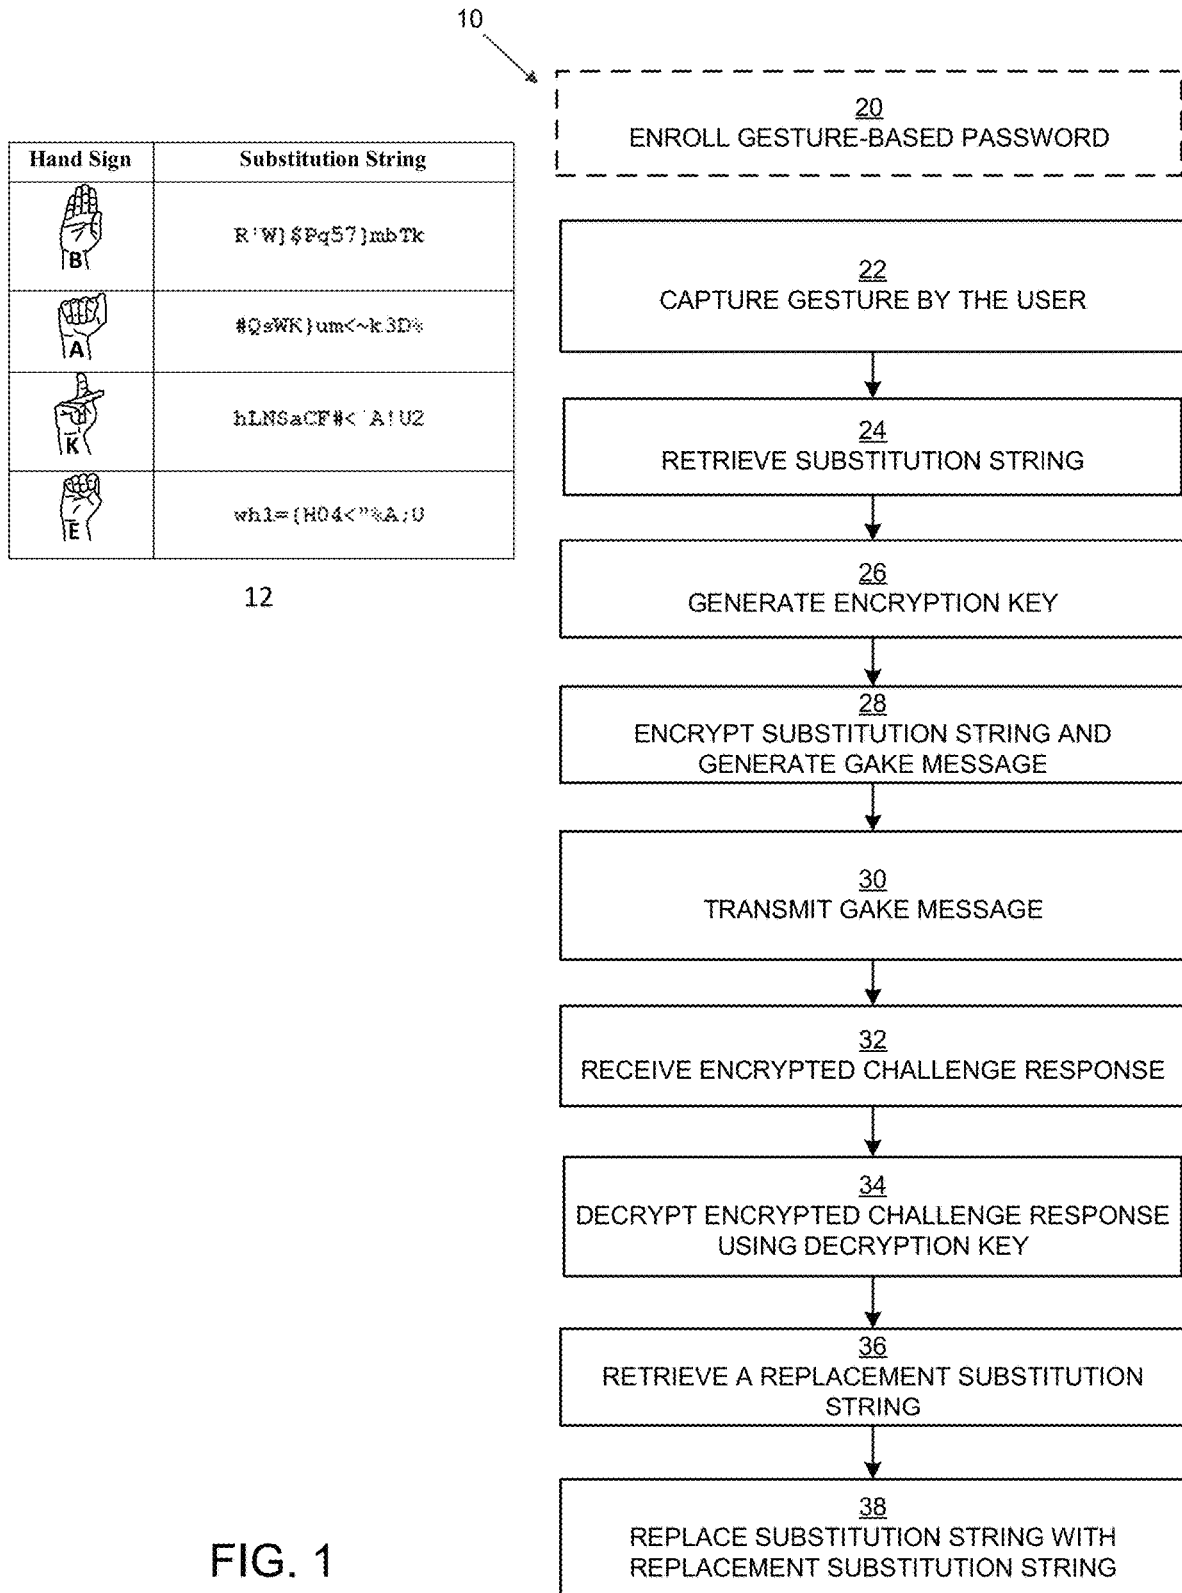 10
20
ENROLL GESTURE-BASED PASSWORD
Hand Sign Substitution String
B R'W}$Pq57}mbTk
A #QsWK}um<~k3D%
K hLNSaCF#<`A!U2
E wh1={H04<"%A;U
12
22
CAPTURE GESTURE BY THE USER
24
RETRIEVE SUBSTITUTION STRING
26
GENERATE ENCRYPTION KEY
28
ENCRYPT SUBSTITUTION STRING AND
GENERATE GAKE MESSAGE
30
TRANSMIT GAKE MESSAGE
32
RECEIVE ENCRYPTED CHALLENGE RESPONSE
34
DECRYPT ENCRYPTED CHALLENGE RESPONSE
USING DECRYPTION KEY
36
RETRIEVE A REPLACEMENT SUBSTITUTION
STRING
38
REPLACE SUBSTITUTION STRING WITH
REPLACEMENT SUBSTITUTION STRING
FIG. 1